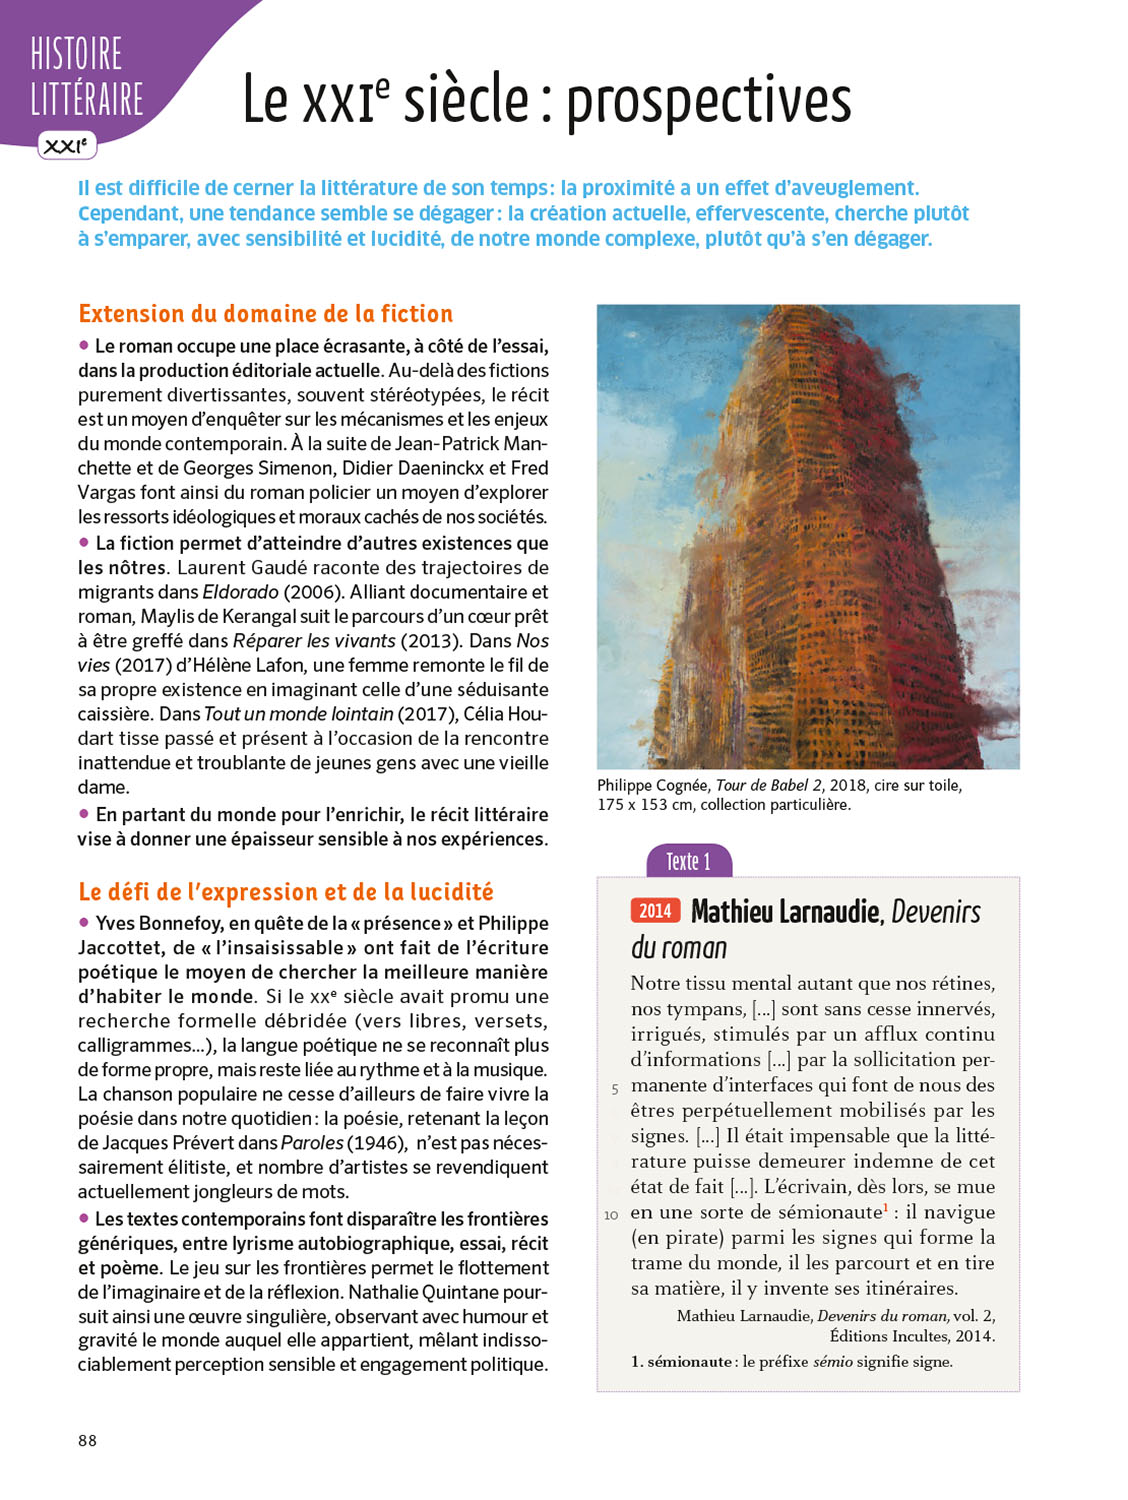 HISTOIRE
LITTÉRAIRE
XXIe
Le XXIe siècle : prospectives
Il est difficile de cerner la littérature de son temps : la proximité a un effet d’aveuglement.
Cependant, une tendance semble se dégager : la création actuelle, effervescente, cherche plutôt
à s’emparer, avec sensibilité et lucidité, de notre monde complexe, plutôt qu’à s’en dégager.
Extension du domaine de la fiction
• Le roman occupe une place écrasante, à côté de l’essai,
dans la production éditoriale actuelle. Au-delà des fictions
purement divertissantes, souvent stéréotypées, le récit
est un moyen d’enquêter sur les mécanismes et les enjeux
du monde contemporain. À la suite de Jean-Patrick Man-
chette et de Georges Simenon, Didier Daeninckx et Fred
Vargas font ainsi du roman policier un moyen d’explorer
les ressorts idéologiques et moraux cachés de nos sociétés.
• La fiction permet d’atteindre d’autres existences que
les nôtres. Laurent Gaudé raconte des trajectoires de
migrants dans Eldorado (2006). Alliant documentaire et
roman, Maylis de Kerangal suit le parcours d’un cœur prêt
à être greffé dans Réparer les vivants (2013). Dans Nos
vies (2017) d’Hélène Lafon, une femme remonte le fil de
sa propre existence en imaginant celle d’une séduisante
caissière. Dans Tout un monde lointain (2017), Célia Hou-
dart tisse passé et présent à l’occasion de la rencontre
inattendue et troublante de jeunes gens avec une vieille
dame.
• En partant du monde pour l’enrichir, le récit littéraire
vise à donner une épaisseur sensible à nos expériences.
Le défi de l’expression et de la lucidité
• Yves Bonnefoy, en quête de la « présence » et Philippe
Jaccottet, de « l’insaisissable » ont fait de l’écriture
poétique le moyen de chercher la meilleure manière
d’habiter le monde. Si le XXe siècle avait promu une
recherche formelle débridée (vers libres, versets,
calligrammes…), la langue poétique ne se reconnaît plus
de forme propre, mais reste liée au rythme et à la musique.
La chanson populaire ne cesse d’ailleurs de faire vivre la
poésie dans notre quotidien : la poésie, retenant la leçon
de Jacques Prévert dans Paroles (1946), n’est pas néces-
sairement élitiste, et nombre d’artistes se revendiquent
actuellement jongleurs de mots.
• Les textes contemporains font disparaître les frontières
génériques, entre lyrisme autobiographique, essai, récit
et poème. Le jeu sur les frontières permet le flottement
de l’imaginaire et de la réflexion. Nathalie Quintane pour-
suit ainsi une œuvre singulière, observant avec humour et
gravité le monde auquel elle appartient, mêlant indisso-
ciablement perception sensible et engagement politique.
Philippe Cognée, Tour de Babel 2, 2018, cire sur toile,
175 x 153 cm, collection particulière.
Texte 1
2014 Mathieu Larnaudie, Devenirs
du roman
Notre tissu mental autant que nos rétines,
nos tympans, [...] sont sans cesse innervés,
irrigués, stimulés par un afflux continu
d’informations [...] par la sollicitation per-
5 manente d’interfaces qui font de nous des
êtres perpétuellement mobilisés par les
signes. [...] Il était impensable que la litté-
rature puisse demeurer indemne de cet
état de fait [...]. L’écrivain, dès lors, se mue
10 en une sorte de sémionaute1 : il navigue
(en pirate) parmi les signes qui forme la
trame du monde, il les parcourt et en tire
sa matière, il y invente ses itinéraires.
Mathieu Larnaudie, Devenirs du roman, vol. 2,
Éditions Incultes, 2014.
1. sémionaute : le préfixe sémio signifie signe.
88